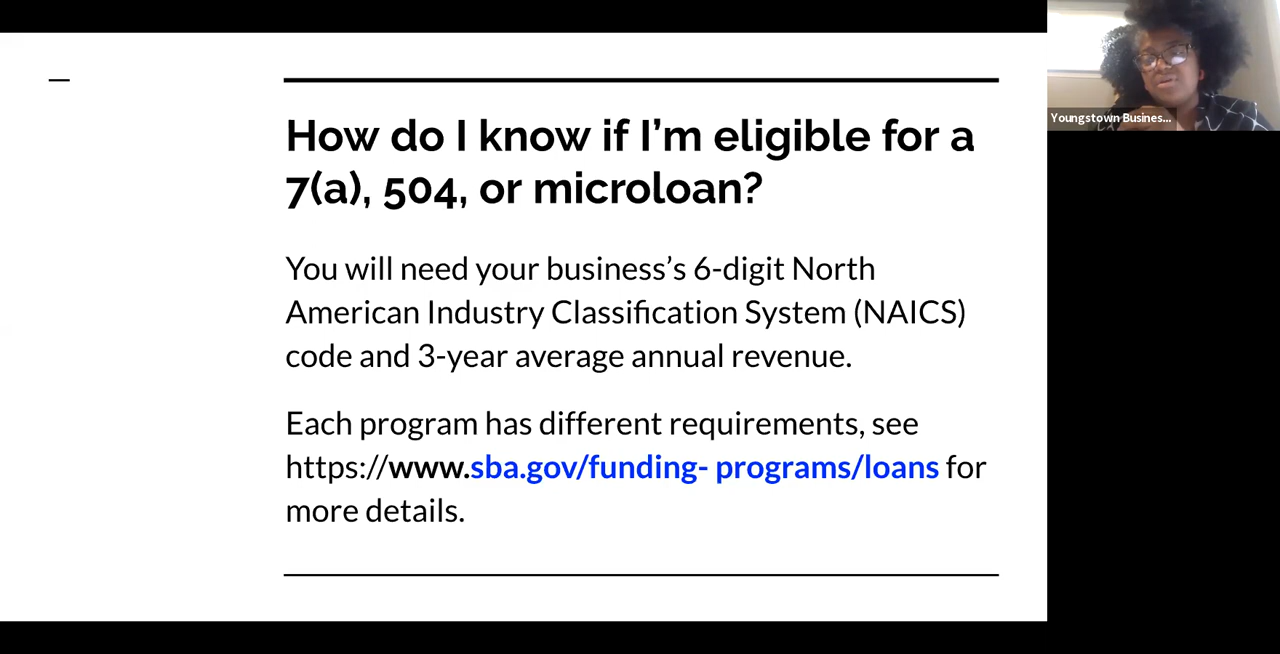 How do I know if I’m eligible for a
7(a), 504, or microloan?
You will need your business’s 6-digit North
American Industry Classification System (NAICS)
code and 3-year average annual revenue.
Each program has different requirements, see
https://www.sba.gov/funding- programs/loans for
more details.
Youngstown Busines...